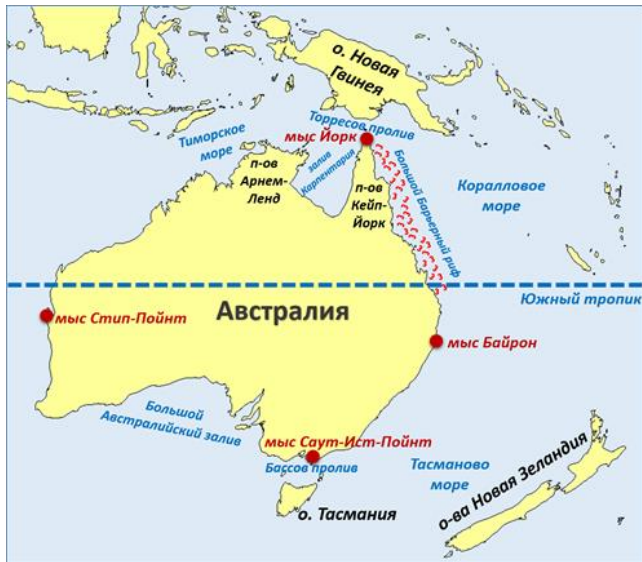 о. Новая
Гвинея
Торресов пролив
мыс Йорк
Тиморское
море
залив
Карпентария
п-ов
Арнем-
Ленд
п-ов
Кейп-
Йорк
Большой Барьерный риф
Коралловое
море
Южный тропик
Австралия
мыс Стип-Пойнт
мыс Байрон
Большой
Австралийский залив
мыс Саут-Ист-Пойнт
Бассов пролив
Тасманово
море
о-ва Новая Зеландия
о. Тасмания